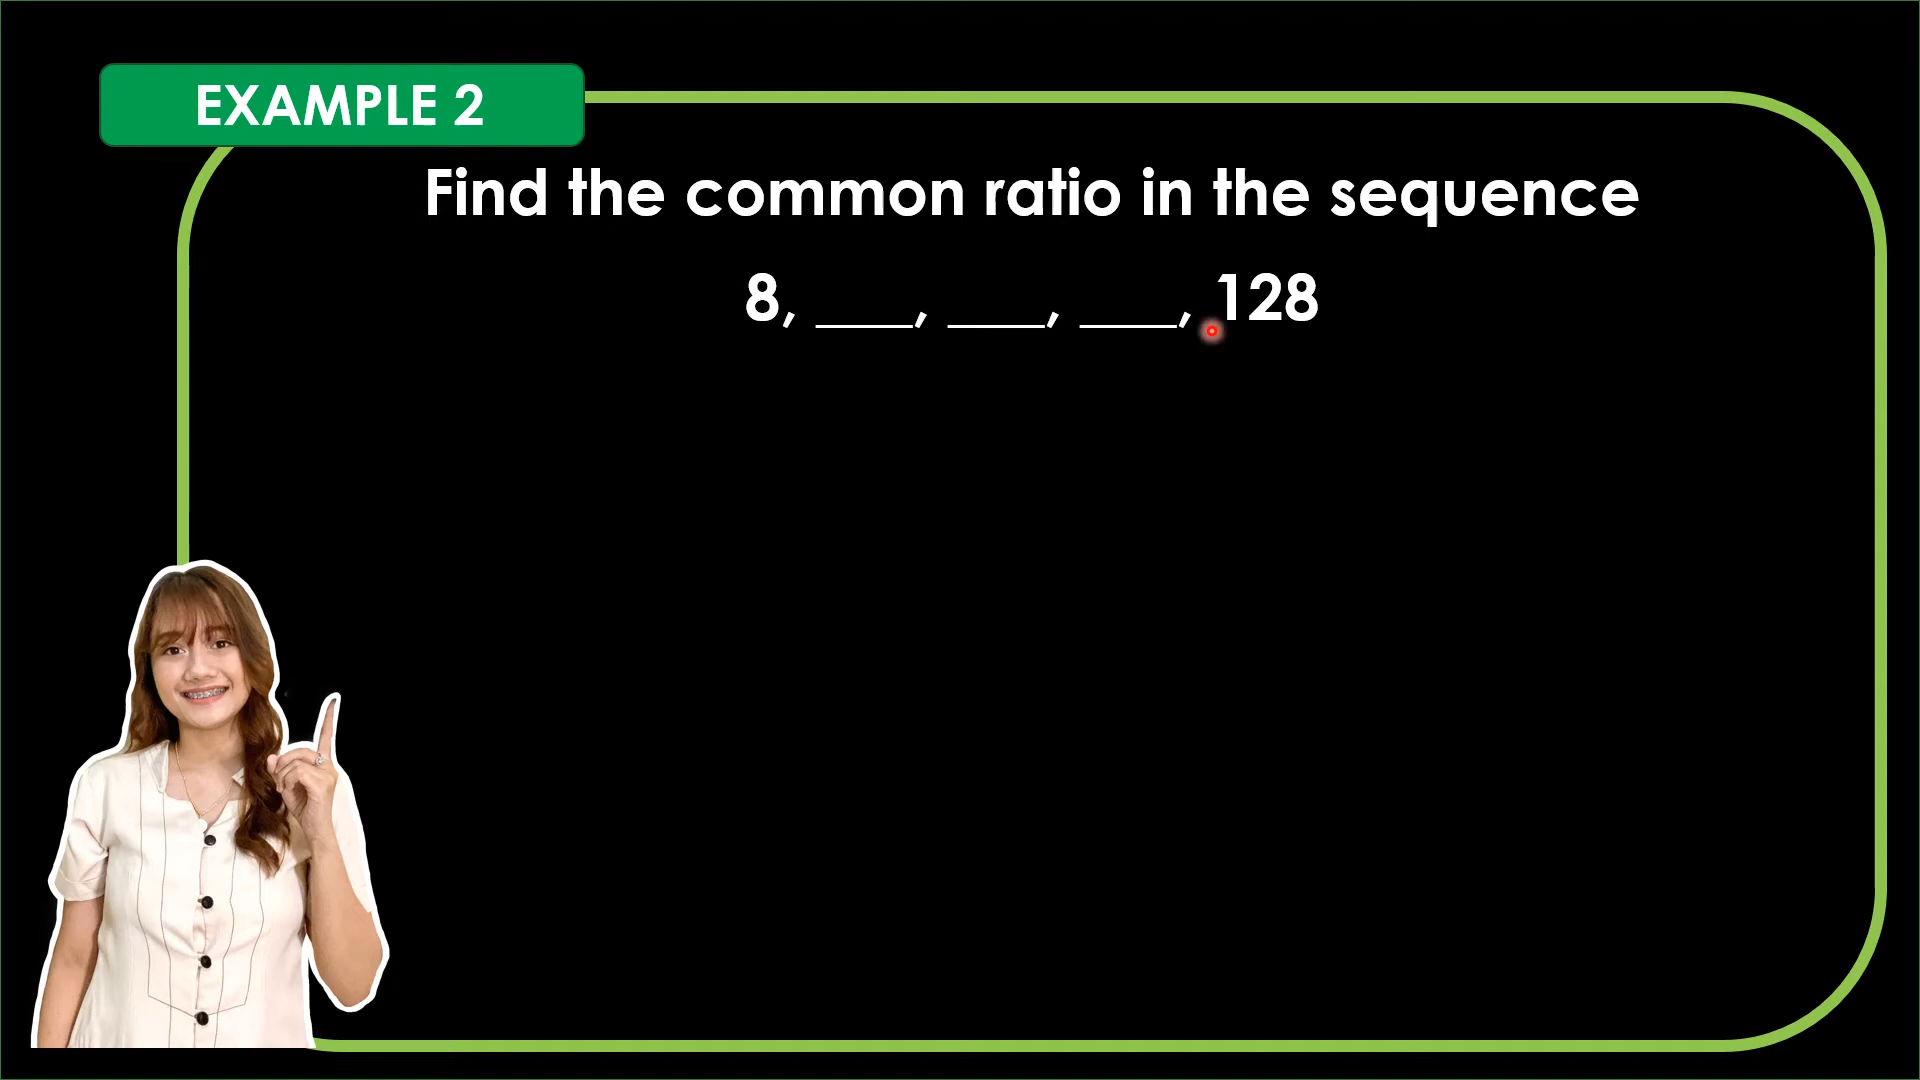 EXAMPLE 2
Find the common ratio in the sequence
8, ___, ___, ___, 128